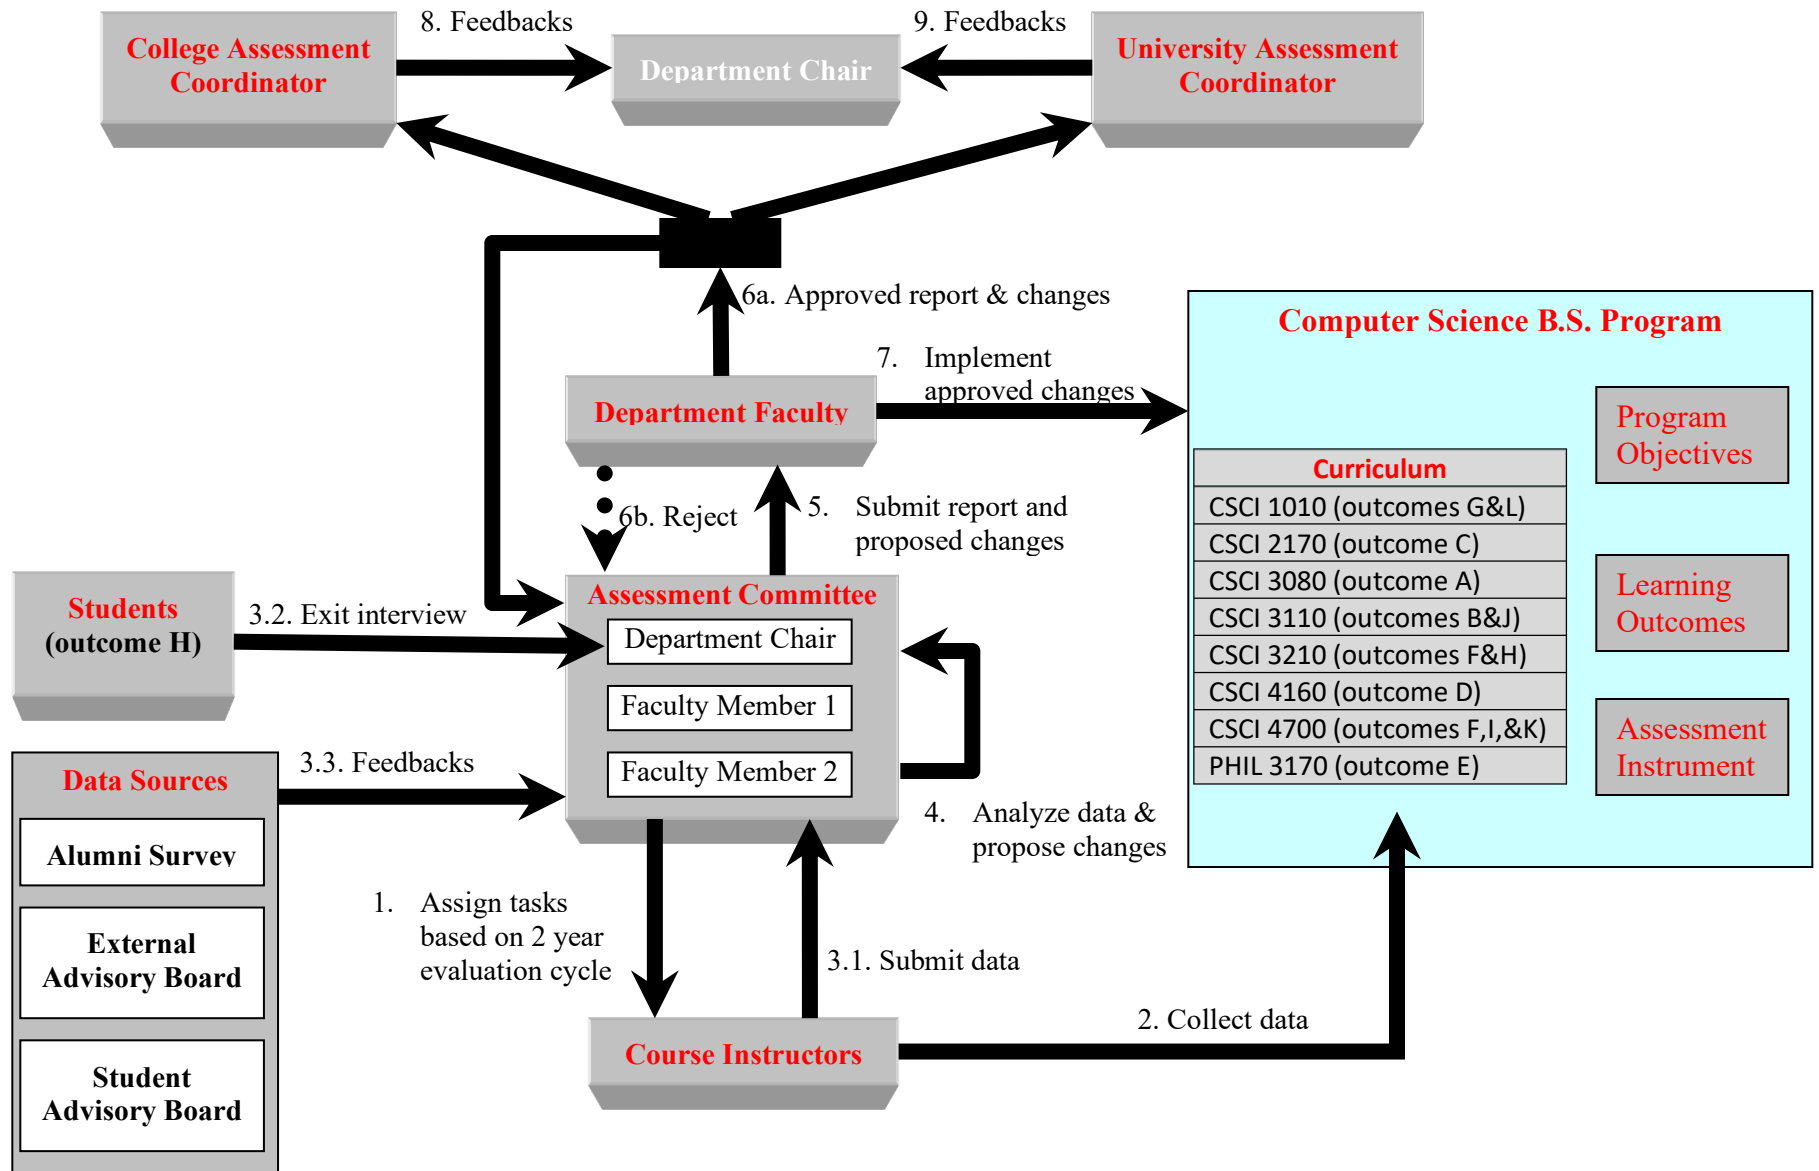 8. Feedbacks
9. Feedbacks
College Assessment
Coordinator
Department Chair
University Assessment
Coordinator
6a. Approved report & changes
Computer Science B.S. Program
7. Implement
approved changes
Department Faculty
Program
Objectives
Curriculum
CSCI 1010 (outcomes G&L)
CSCI 2170 (outcome C)
CSCI 3080 (outcome A)
CSCI 3110 (outcomes B&J)
CSCI 3210 (outcomes F&H)
CSCI 4160 (outcome D)
CSCI 4700 (outcomes F,I,&K)
PHIL 3170 (outcome E)
Learning
Outcomes
Assessment
Instrument
6b. Reject
5. Submit report and
proposed changes
Students
(outcome H)
3.2. Exit interview
Assessment Committee
Department Chair
Faculty Member 1
Faculty Member 2
Data Sources
Alumni Survey
External
Advisory Board
Student
Advisory Board
3.3. Feedbacks
4. Analyze data &
propose changes
1. Assign tasks
based on 2 year
evaluation cycle
3.1. Submit data
2. Collect data
Course Instructors